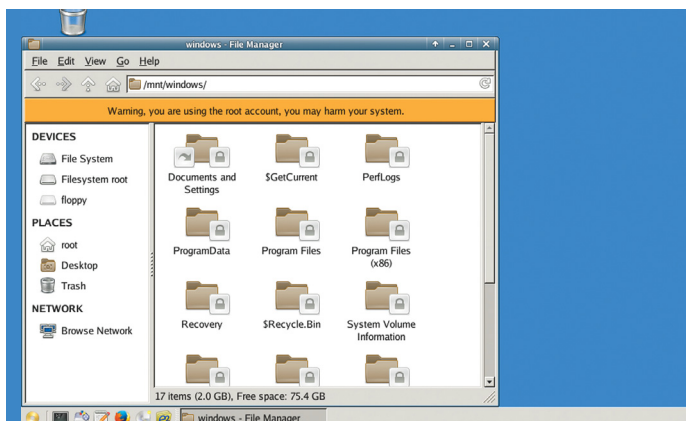 windows - File Manager
File Edit View Go Help
/mnt/windows/
Warning, you are using the root account, you may harm your system.
DEVICES
File System
Filesystem root
floppy
PLACES
root
Desktop
Trash
NETWORK
Browse Network
Documents and
Settings
$GetCurrent
PerfLogs
ProgramData
Program Files
Program Files
(x86)
Recovery
$Recycle.Bin
System Volume
Information
17 items (2.0 GB), Free space: 75.4 GB
windows - File Manager